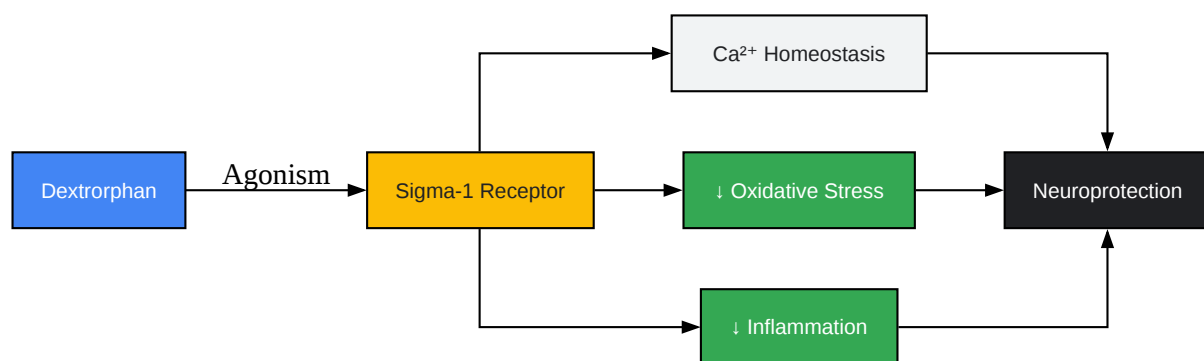 Ca²⁺ Homeostasis
Dextrorphan
Agonism
Sigma-1 Receptor
↓ Oxidative Stress
Neuroprotection
↓ Inflammation